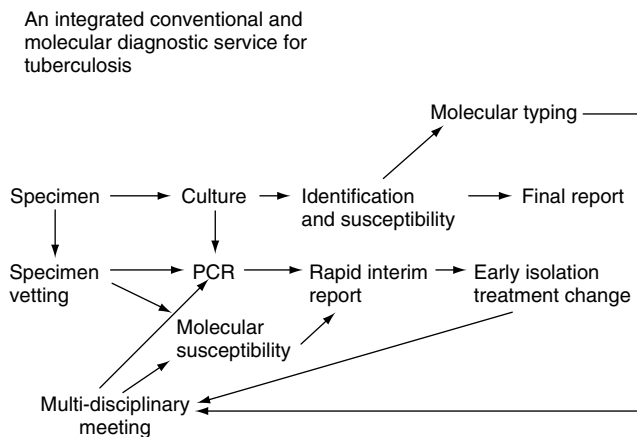 An integrated conventional and
molecular diagnostic service for
tuberculosis
Molecular typing
Specimen
Culture
Identification
and susceptibility
Final report
Specimen
vetting
PCR
Rapid interim
report
Early isolation
treatment change
Molecular
susceptibility
Multi-disciplinary
meeting